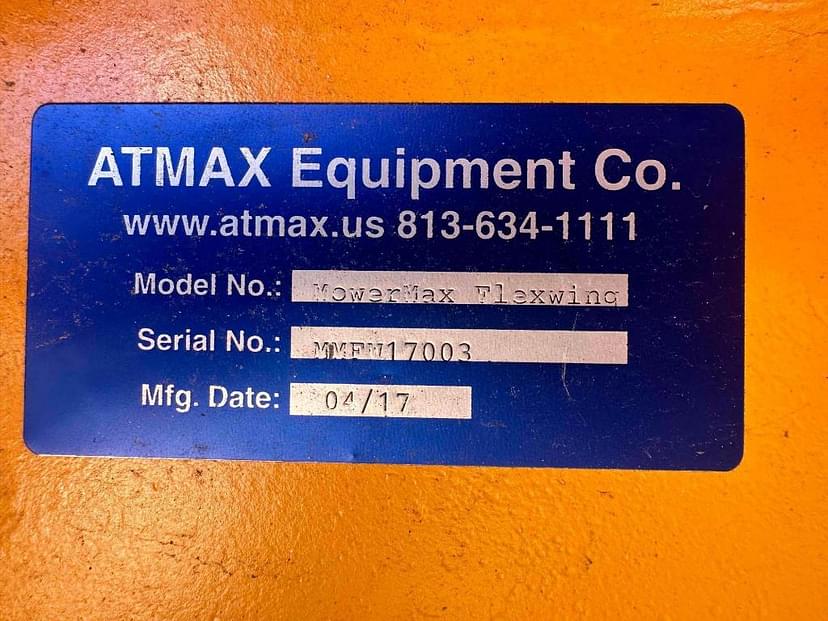 ATMAX Equipment Co.
www.atmax.us 813-634-1111
Model No.: MowerMax Flexwing
Serial No.: MMFW17003
Mfg. Date: 04/17